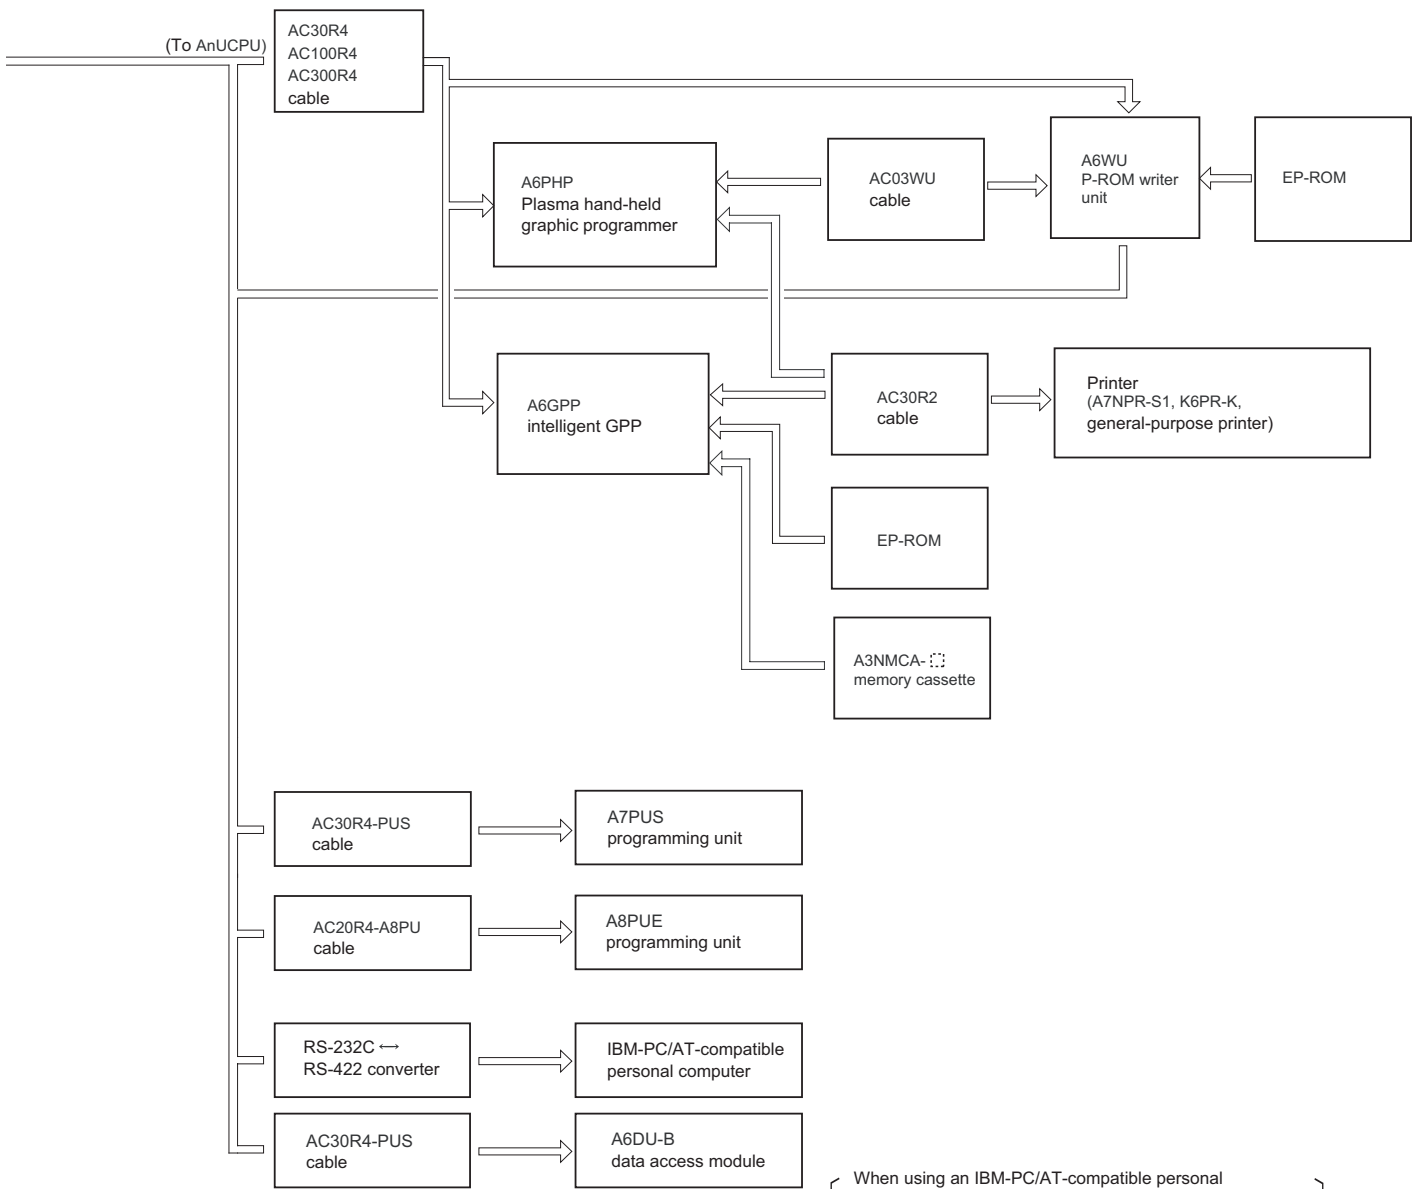 (To AnUCPU)
AC30R4
AC100R4
AC300R4
cable
A6PHP
Plasma hand-held
graphic programmer
AC03WU
cable
A6WU
P-ROM writer
unit
EP-ROM
A6GPP
intelligent GPP
AC30R2
cable
Printer
(A7NPR-S1, K6PR-K,
general-purpose printer)
EP-ROM
A3NMCA-
memory cassette
AC30R4-PUS
cable
A7PUS
programming unit
AC20R4-A8PU
cable
A8PUE
programming unit
RS-232C ↔
RS-422 converter
IBM-PC/AT-compatible
personal computer
AC30R4-PUS
cable
A6DU-B
data access module
When using an IBM-PC/AT-compatible personal